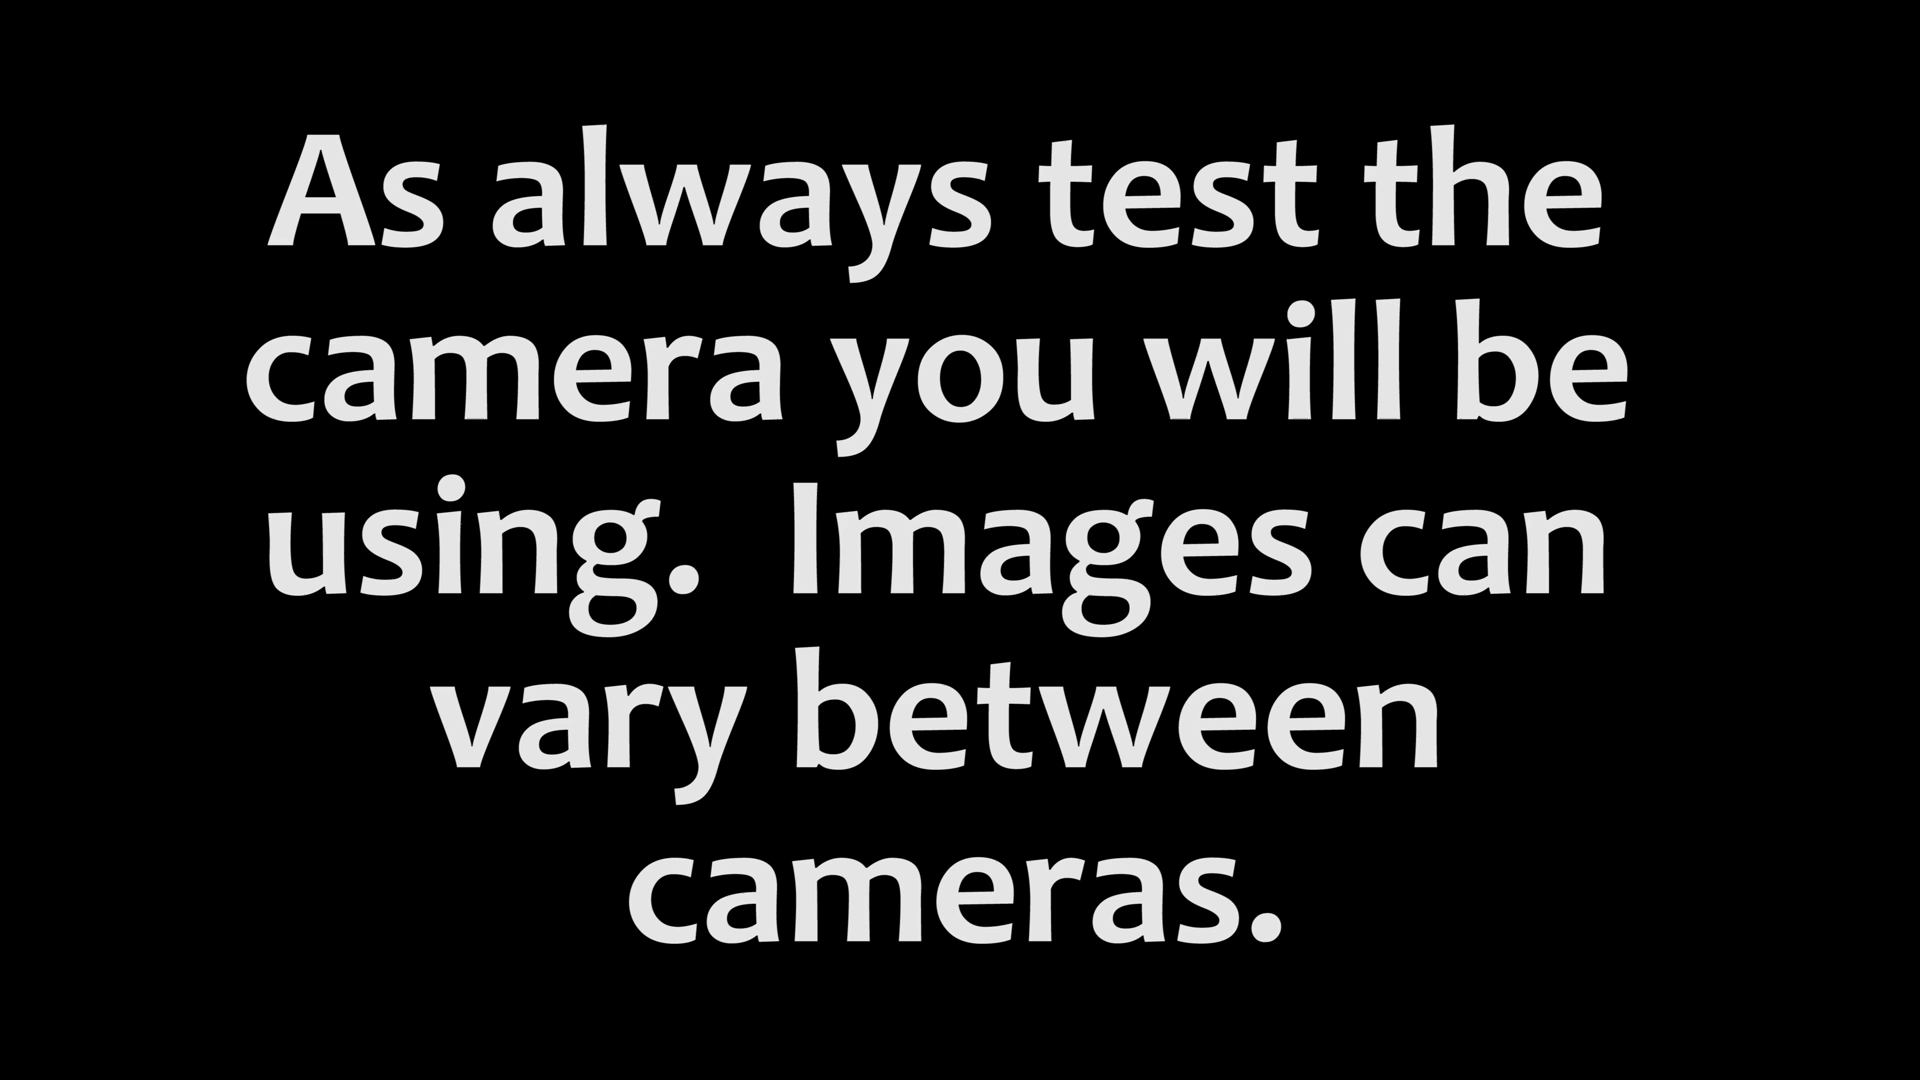 As always test the
camera you will be
using.  Images can
vary between
cameras.